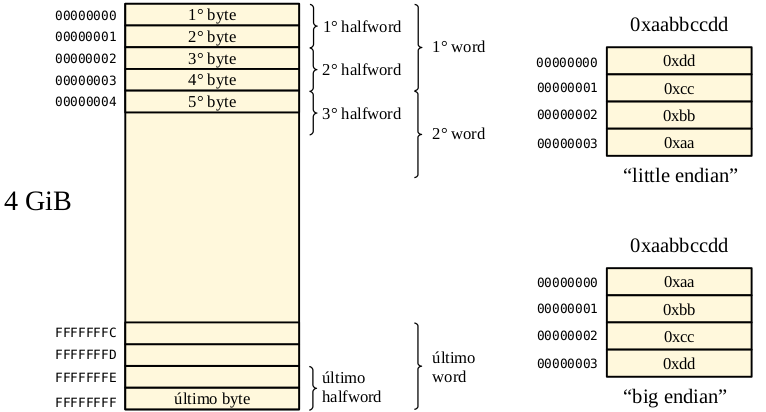 00000000 1° byte
00000001 2° byte
00000002 3° byte
00000003 4° byte
00000004 5° byte
1° halfword
2° halfword
3° halfword
1° word
2° word
4 GiB
FFFFFFFC
FFFFFFFD
FFFFFFFE
FFFFFFFF último byte
último
halfword
último
word
0xaabbccdd
00000000 0xdd
00000001 0xcc
00000002 0xbb
00000003 0xaa
“little endian”
0xaabbccdd
00000000 0xaa
00000001 0xbb
00000002 0xcc
00000003 0xdd
“big endian”